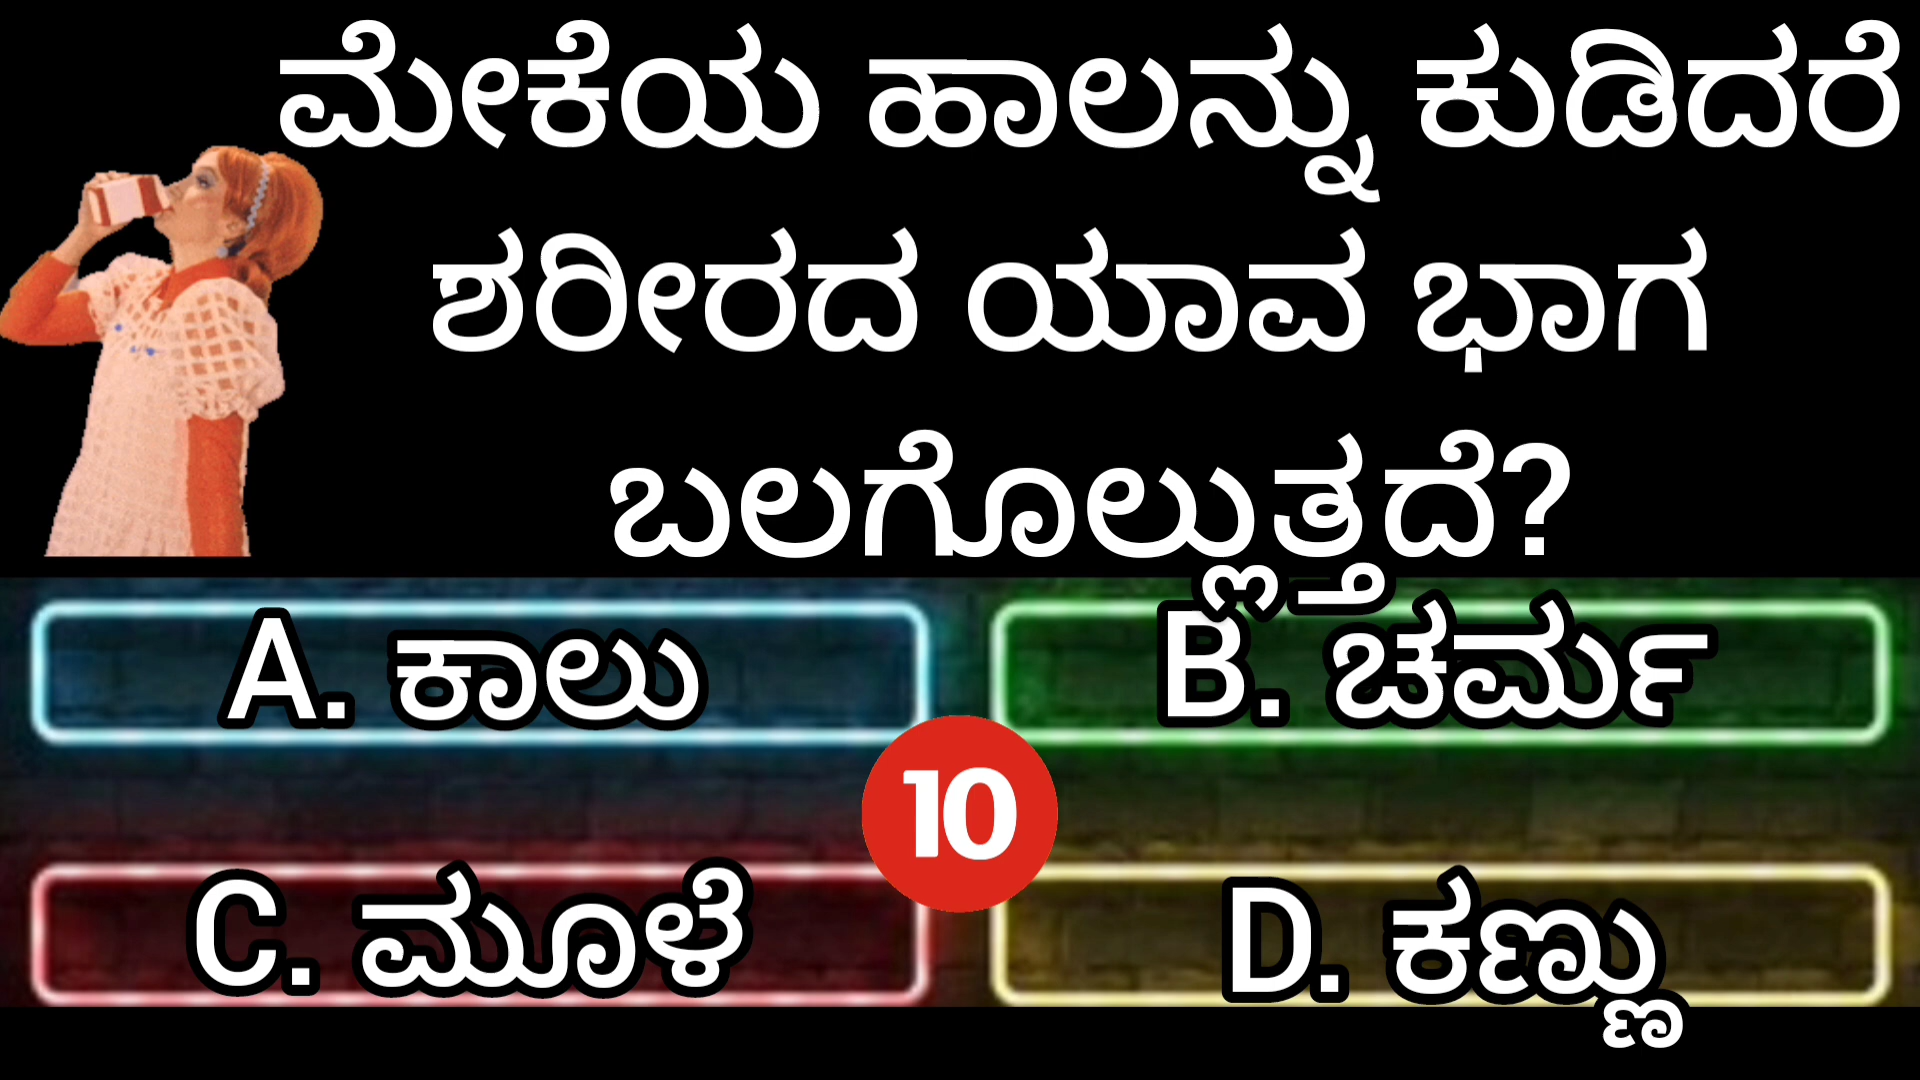 ಮೇಕೆಯ ಹಾಲನ್ನು ಕುಡಿದರೆ
ಶರೀರದ ಯಾವ ಭಾಗ
ಬಲಗೊಲ್ಲುತ್ತದೆ?
A. ಕಾಲು
B. ಚರ್ಮ
10
C. ಮೂಳೆ
D. ಕಣ್ಣು